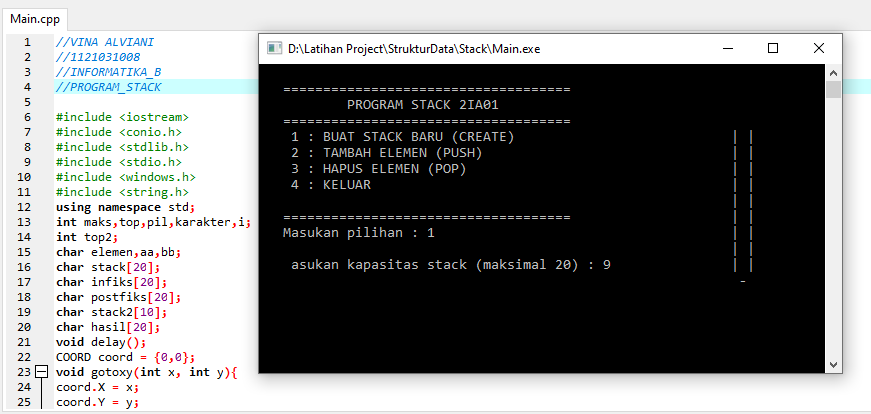 Main.cpp
1 //VINA ALVIANI
2 //1121031008
3 //INFORMATIKA_B
4 //PROGRAM_STACK
5
6 #include <iostream>
7 #include <conio.h>
8 #include <stdlib.h>
9 #include <stdio.h>
10 #include <windows.h>
11 #include <string.h>
12 using namespace std;
13 int maks,top,pil,karakter,i;
14 int top2;
15 char elemen,aa,bb;
16 char stack[20];
17 char infiks[20];
18 char postfiks[20];
19 char stack2[10];
20 char hasil[20];
21 void delay();
22 COORD coord = {0,0};
23 void gotoxy(int x, int y){
24 coord.X = x;
25 coord.Y = y;
D:\Latihan Project\StrukturData\Stack\Main.exe
====================================
PROGRAM STACK 2IA01
====================================
1 : BUAT STACK BARU (CREATE) | |
2 : TAMBAH ELEMEN (PUSH) | |
3 : HAPUS ELEMEN (POP) | |
4 : KELUAR | |
| |
==================================== | |
Masukan pilihan : 1 | |
| |
asukan kapasitas stack (maksimal 20) : 9 | |
-